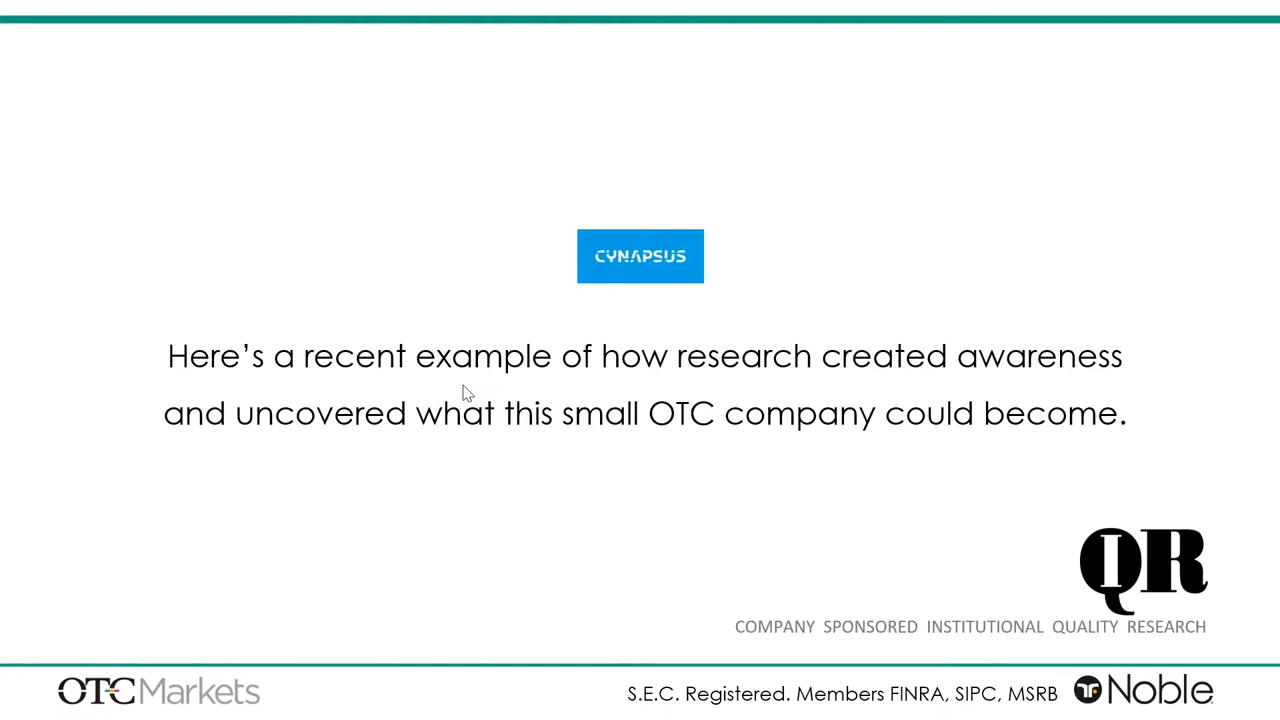 CYNAPSUS
Here's a recent example of how research created awareness
and uncovered what this small OTC company could become.
QIR
COMPANY SPONSORED INSTITUTIONAL QUALITY RESEARCH
OTC Markets
S.E.C. Registered. Members FINRA, SIPC, MSRB
Noble